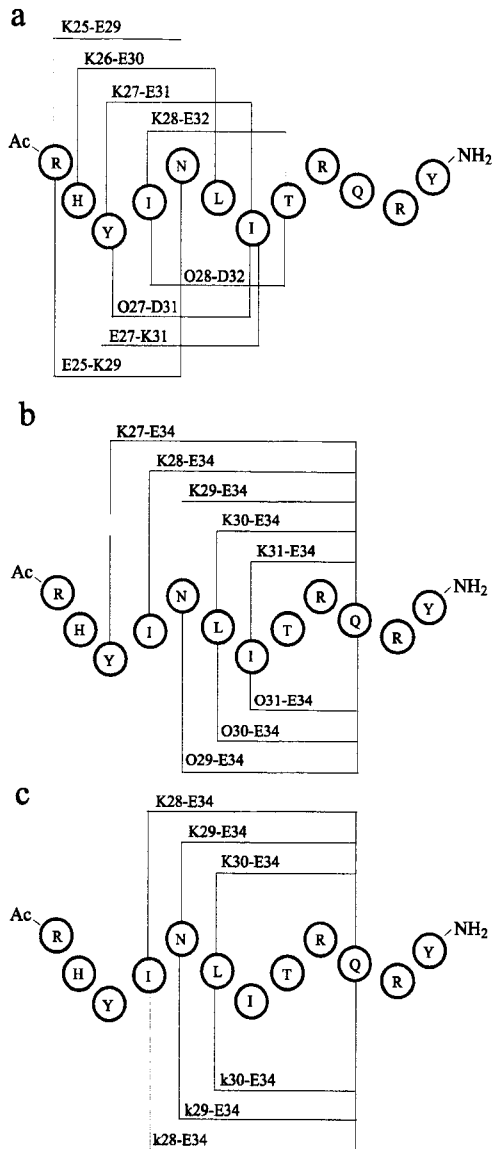 a
K25-E29
K26-E30
K27-E31
K28-E32
Ac R H Y I N L I T R Q R Y NH2
O28-D32
O27-D31
E27-K31
E25-K29
b
K27-E34
K28-E34
K29-E34
K30-E34
K31-E34
Ac R H Y I N L I T R Q R Y NH2
O31-E34
O30-E34
O29-E34
c
K28-E34
K29-E34
K30-E34
Ac R H Y I N L I T R Q R Y NH2
k30-E34
k29-E34
k28-E34